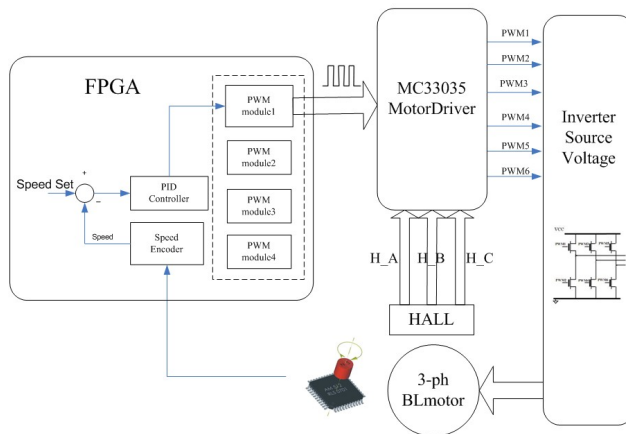 FPGA
PWM
module1
PWM
module2
PWM
module3
PWM
module4
Speed Set
+
−
PID
Controller
Speed
Speed
Encoder
MC33035
MotorDriver
PWM1
PWM2
PWM3
PWM4
PWM5
PWM6
Inverter
Source
Voltage
VCC
H_A
H_B
H_C
HALL
3-ph
BLmotor